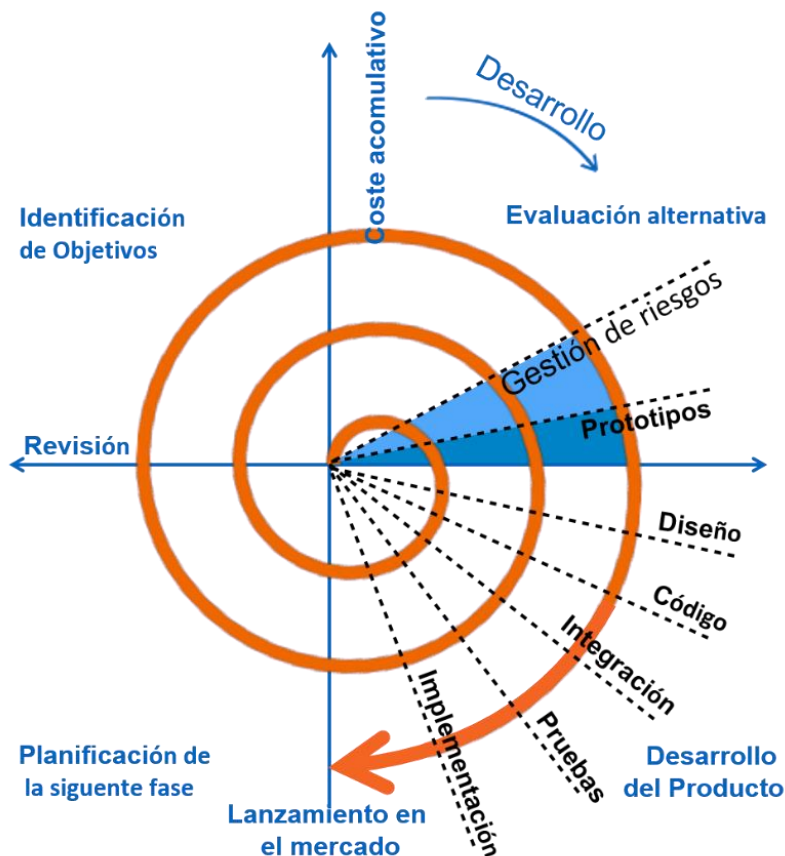 Coste acomulativo
Desarrollo
Identificación
de Objetivos
Evaluación alternativa
Gestión de riesgos
Prototipos
Revisión
Diseño
Código
Integración
Pruebas
Implementación
Planificación de
la siguente fase
Desarrollo
del Producto
Lanzamiento en
el mercado